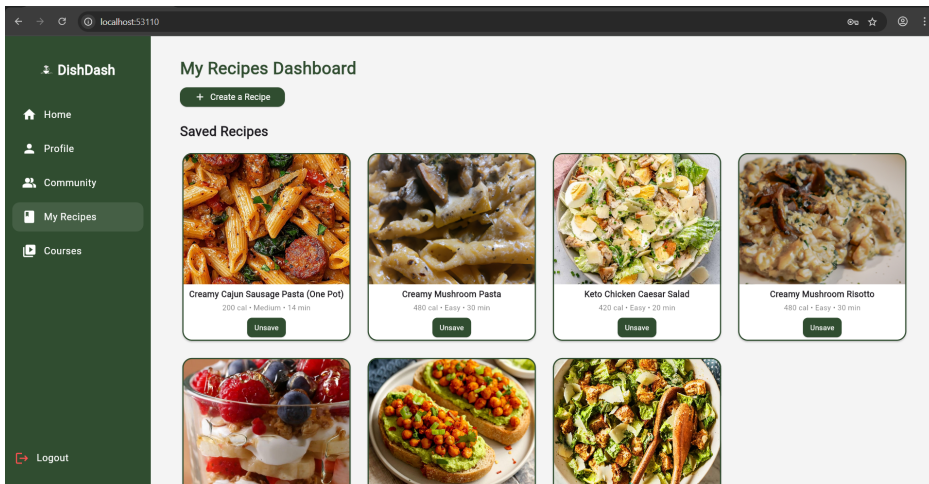 localhost:53110
DishDash
Home
Profile
Community
My Recipes
Courses
Logout
My Recipes Dashboard
+ Create a Recipe
Saved Recipes
Creamy Cajun Sausage Pasta (One Pot)
200 cal • Medium • 14 min
Unsave
Creamy Mushroom Pasta
480 cal • Easy • 30 min
Unsave
Keto Chicken Caesar Salad
420 cal • Easy • 20 min
Unsave
Creamy Mushroom Risotto
480 cal • Easy • 30 min
Unsave